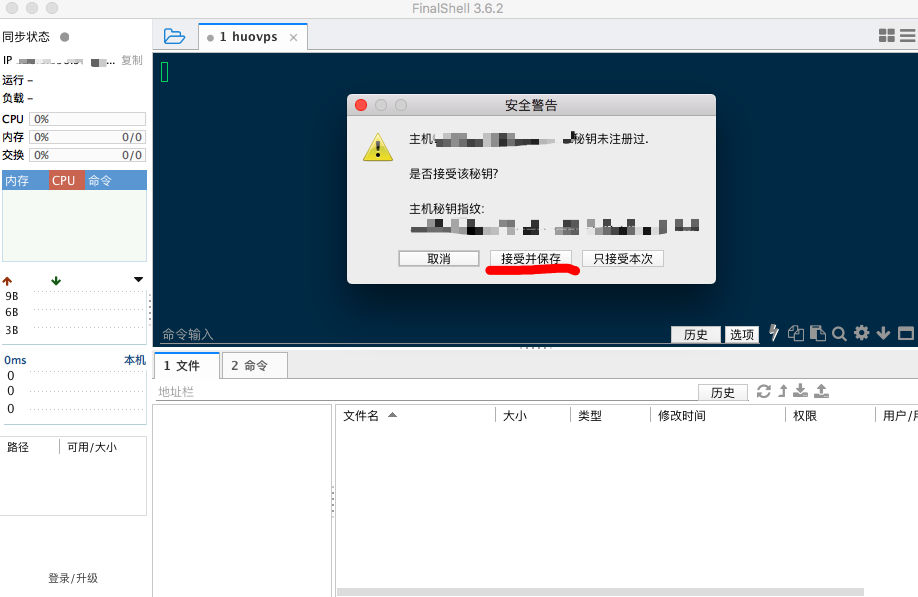 FinalShell 3.6.2
同步状态
IP
复制
运行 –
负载 –
CPU 0%
内存 0% 0/0
交换 0% 0/0
内存 CPU 命令
9B
6B
3B
0ms 本机
0
0
0
路径 可用/大小
登录/升级
1 huovps ×
安全警告
主机 秘钥未注册过.
是否接受该秘钥?
主机秘钥指纹:
取消 接受并保存 只接受本次
命令输入 历史 选项
1 文件 2 命令
地址栏 历史
文件名 大小 类型 修改时间 权限 用户/